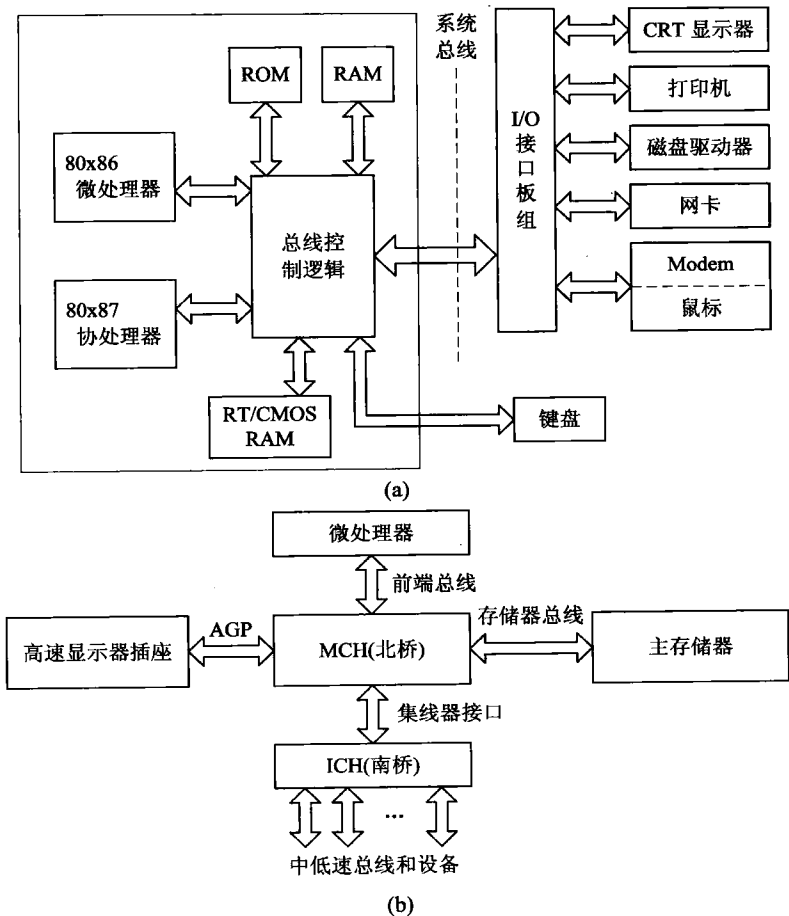 系统
总线
CRT 显示器
打印机
磁盘驱动器
网卡
Modem
鼠标
I/O
接
口
板
组
ROM
RAM
80x86
微处理器
总线控
制逻辑
80x87
协处理器
RT/CMOS
RAM
键盘
(a)
微处理器
前端总线
高速显示器插座
AGP
MCH(北桥)
存储器总线
主存储器
集线器接口
ICH(南桥)
...
中低速总线和设备
(b)